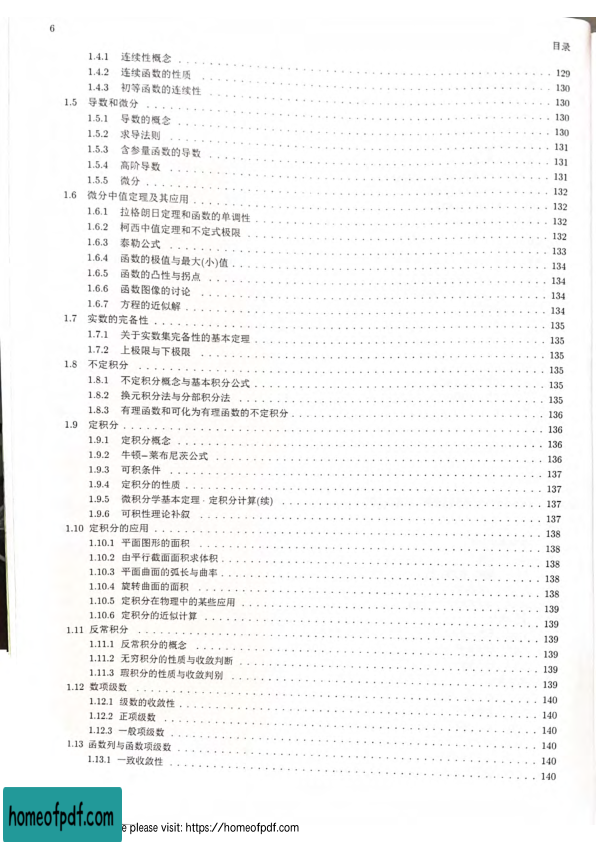 6
目录
1.4.1 连续性概念 129
1.4.2 连续函数的性质 130
1.4.3 初等函数的连续性 130
1.5 导数和微分 130
1.5.1 导数的概念 130
1.5.2 求导法则 131
1.5.3 含参量函数的导数 131
1.5.4 高阶导数 131
1.5.5 微分 132
1.6 微分中值定理及其应用 132
1.6.1 拉格朗日定理和函数的单调性 132
1.6.2 柯西中值定理和不定式极限 132
1.6.3 泰勒公式 133
1.6.4 函数的极值与最大(小)值 134
1.6.5 函数的凸性与拐点 134
1.6.6 函数图像的讨论 134
1.6.7 方程的近似解 134
1.7 实数的完备性 135
1.7.1 关于实数集完备性的基本定理 135
1.7.2 上极限与下极限 135
1.8 不定积分 135
1.8.1 不定积分概念与基本积分公式 135
1.8.2 换元积分法与分部积分法 135
1.8.3 有理函数和可化为有理函数的不定积分 136
1.9 定积分 136
1.9.1 定积分概念 136
1.9.2 牛顿–莱布尼茨公式 136
1.9.3 可积条件 137
1.9.4 定积分的性质 137
1.9.5 微积分学基本定理 · 定积分计算(续) 137
1.9.6 可积性理论补叙 137
1.10 定积分的应用 138
1.10.1 平面图形的面积 138
1.10.2 由平行截面面积求体积 138
1.10.3 平面曲面的弧长与曲率 138
1.10.4 旋转曲面的面积 138
1.10.5 定积分在物理中的某些应用 139
1.10.6 定积分的近似计算 139
1.11 反常积分 139
1.11.1 反常积分的概念 139
1.11.2 无穷积分的性质与收敛判断 139
1.11.3 瑕积分的性质与收敛判别 139
1.12 数项级数 140
1.12.1 级数的收敛性 140
1.12.2 正项级数 140
1.12.3 一般项级数 140
1.13 函数列与函数项级数 140
1.13.1 一致收敛性 140
homeofpdf.com
e please visit: https://homeofpdf.com